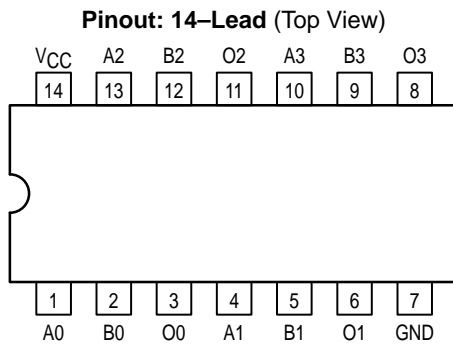 Pinout: 14–Lead (Top View)
VCC A2 B2 O2 A3 B3 O3
14 13 12 11 10 9 8
1 2 3 4 5 6 7
A0 B0 O0 A1 B1 O1 GND